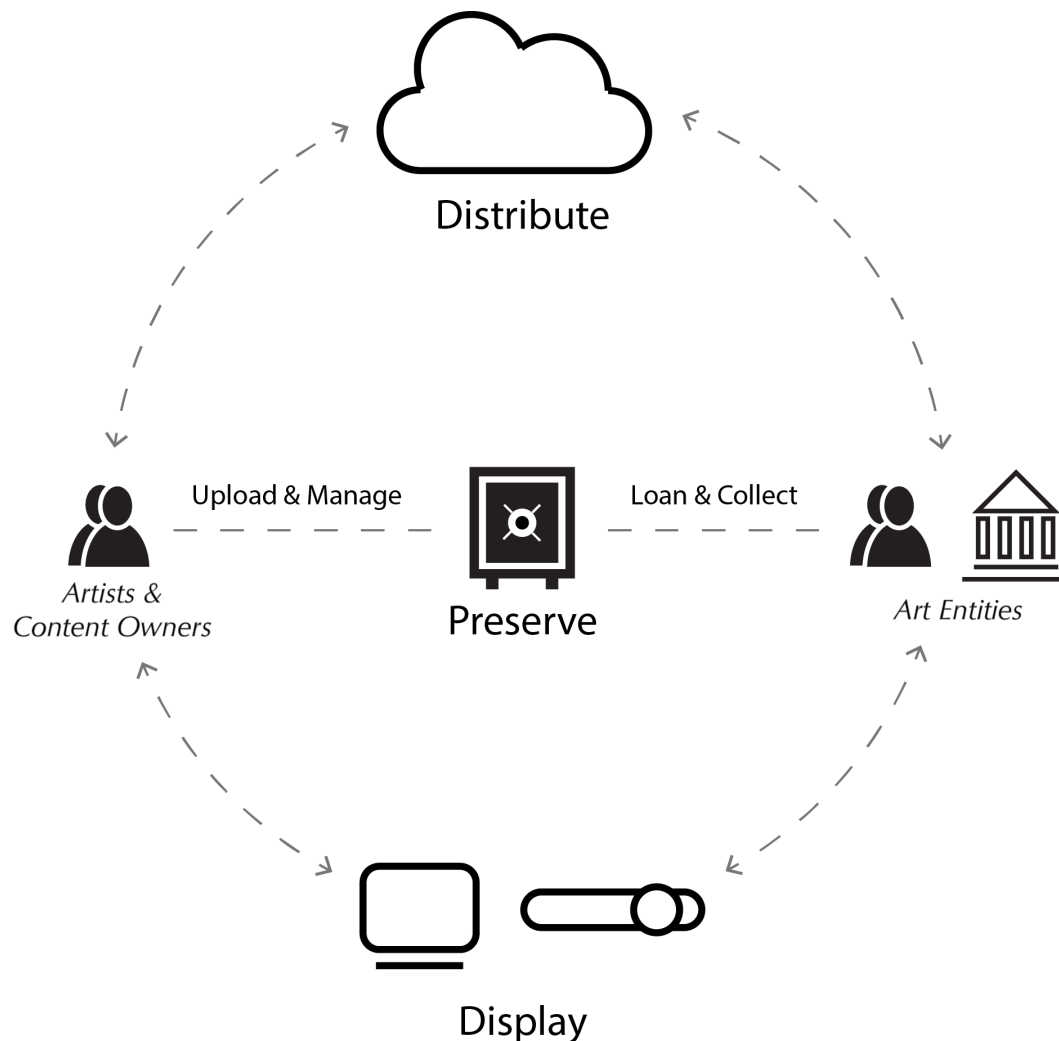 Distribute
Upload & Manage
Loan & Collect
Artists &
Content Owners
Preserve
Art Entities
Display